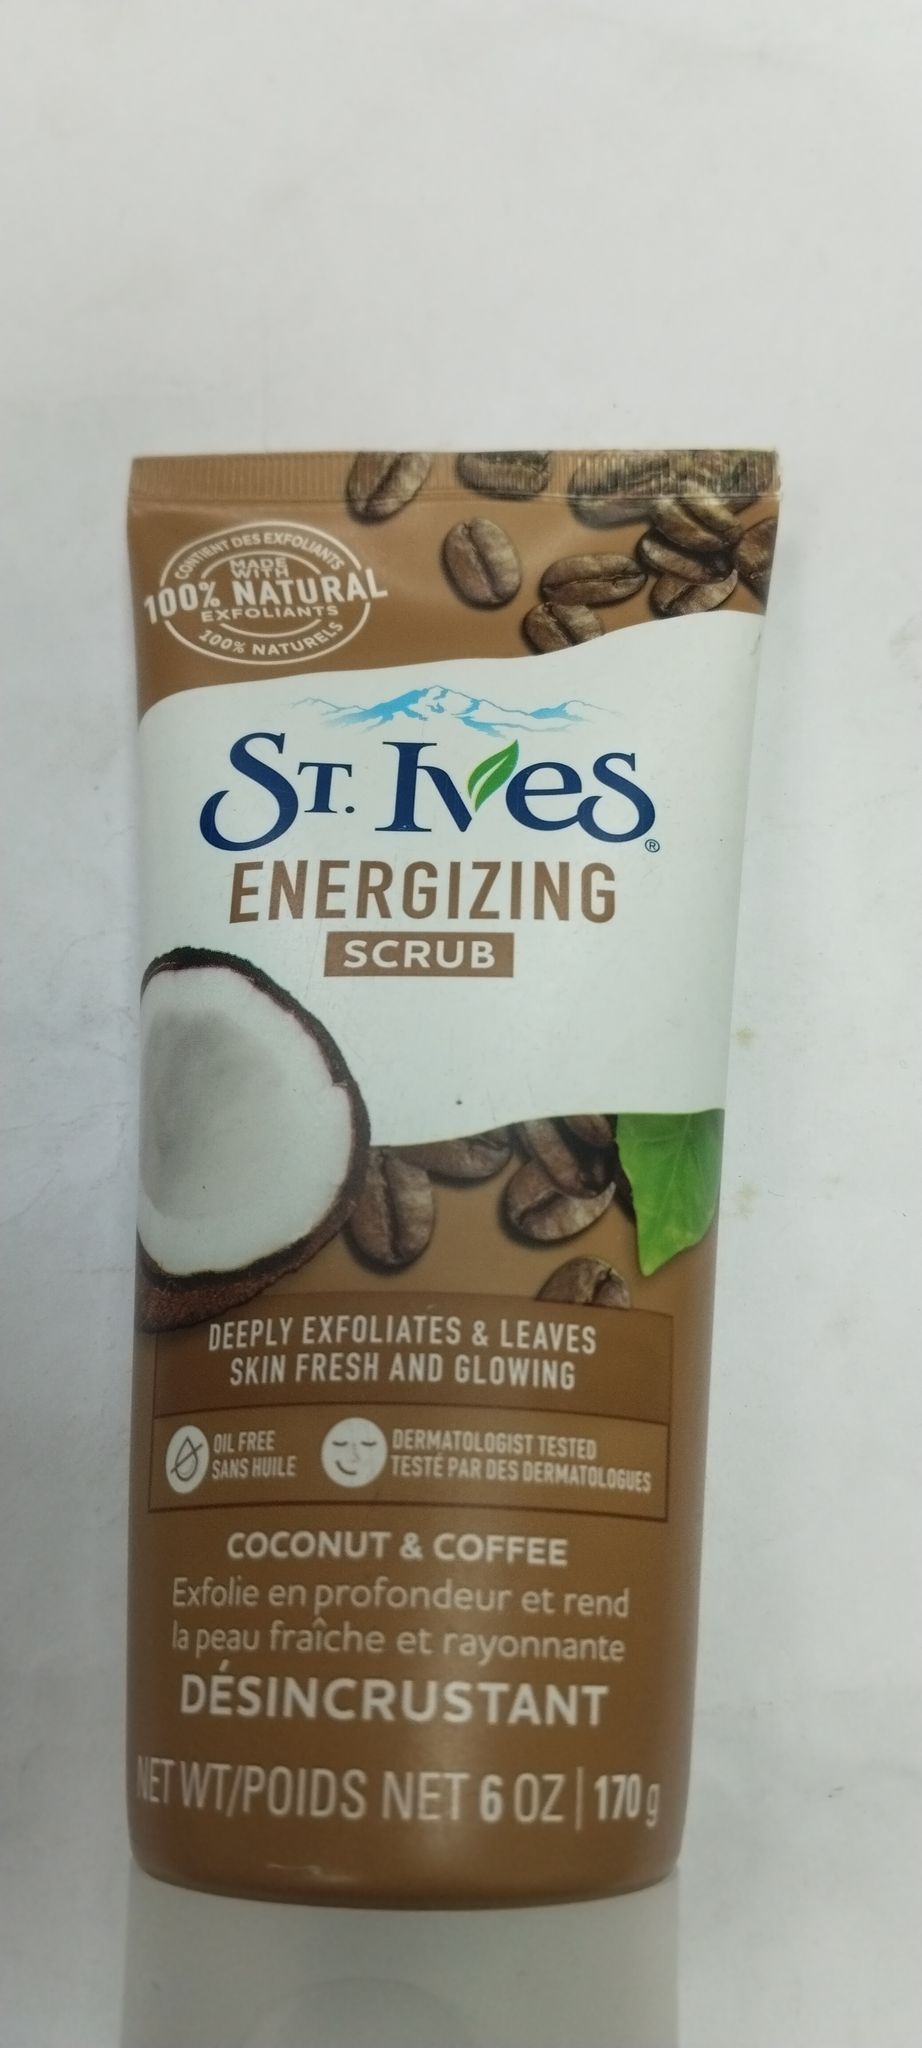 CONTIENT DES EXFOLIANTS
MADE
WITH
100% NATURAL
EXFOLIANTS
100% NATURELS
ST. Ives®
ENERGIZING
SCRUB
DEEPLY EXFOLIATES & LEAVES
SKIN FRESH AND GLOWING
OIL FREE
SANS HUILE
DERMATOLOGIST TESTED
TESTÉ PAR DES DERMATOLOGUES
COCONUT & COFFEE
Exfolie en profondeur et rend
la peau fraîche et rayonnante
DÉSINCRUSTANT
NET WT/POIDS NET 6 OZ | 170 g